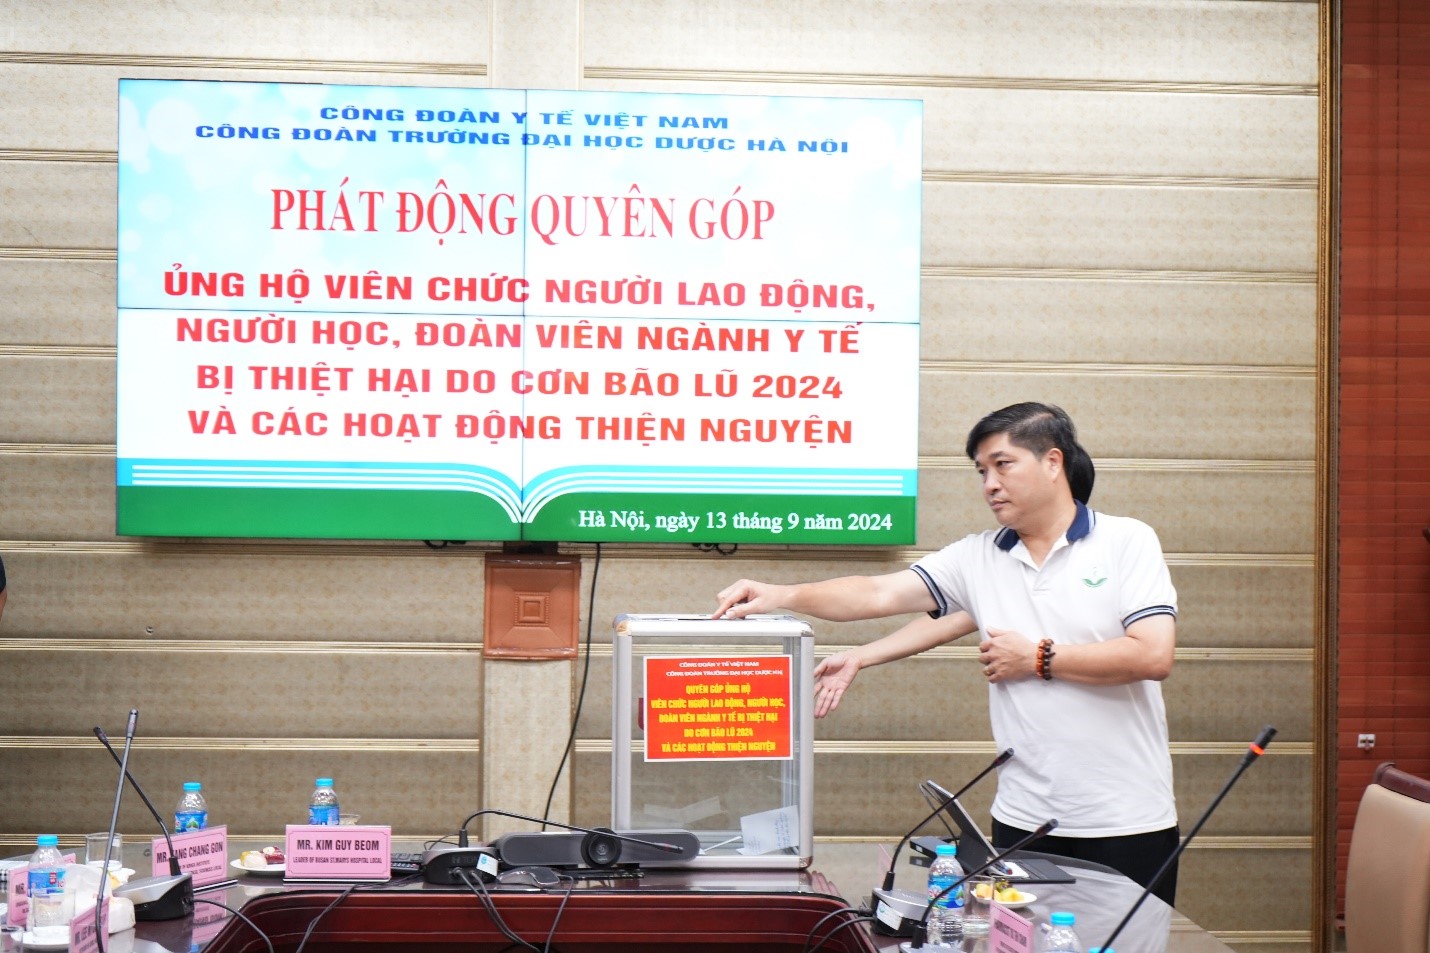 CÔNG ĐOÀN Y TẾ VIỆT NAM
CÔNG ĐOÀN TRƯỜNG ĐẠI HỌC DƯỢC HÀ NỘI
PHÁT ĐỘNG QUYÊN GÓP
ỦNG HỘ VIÊN CHỨC NGƯỜI LAO ĐỘNG,
NGƯỜI HỌC, ĐOÀN VIÊN NGÀNH Y TẾ
BỊ THIỆT HẠI DO CƠN BÃO LŨ 2024
VÀ CÁC HOẠT ĐỘNG THIỆN NGUYỆN
Hà Nội, ngày 13 tháng 9 năm 2024
CÔNG ĐOÀN Y TẾ VIỆT NAM
CÔNG ĐOÀN TRƯỜNG ĐẠI HỌC DƯỢC HN
QUYÊN GÓP ỦNG HỘ
VIÊN CHỨC NGƯỜI LAO ĐỘNG, NGƯỜI HỌC,
ĐOÀN VIÊN NGÀNH Y TẾ BỊ THIỆT HẠI
DO CƠN BÃO LŨ 2024
VÀ CÁC HOẠT ĐỘNG THIỆN NGUYỆN
CHANG GON
MR. KIM GUY BEOM
LEADER OF BUSAN ST.MARYS HOSPITAL LOCAL